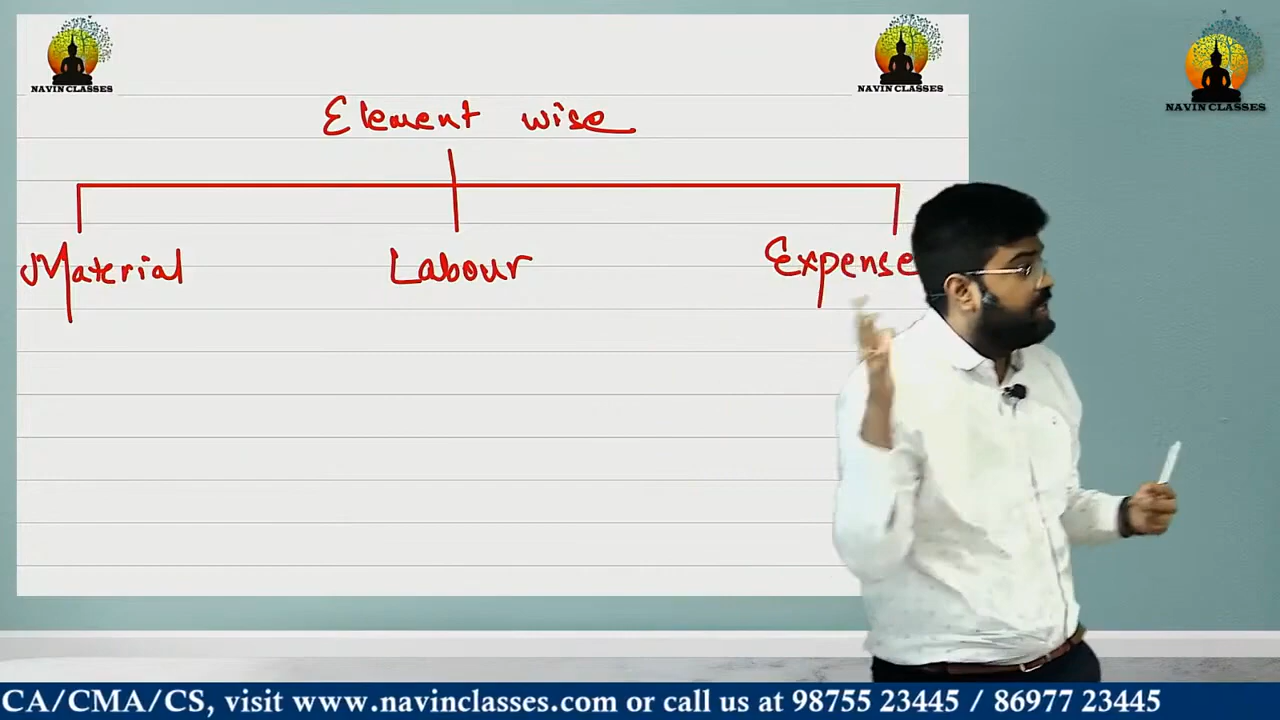 NAVIN CLASSES
NAVIN CLASSES
NAVIN CLASSES
Element wise
Material Labour Expense
CA/CMA/CS, visit www.navinclasses.com or call us at 98755 23445 / 86977 23445